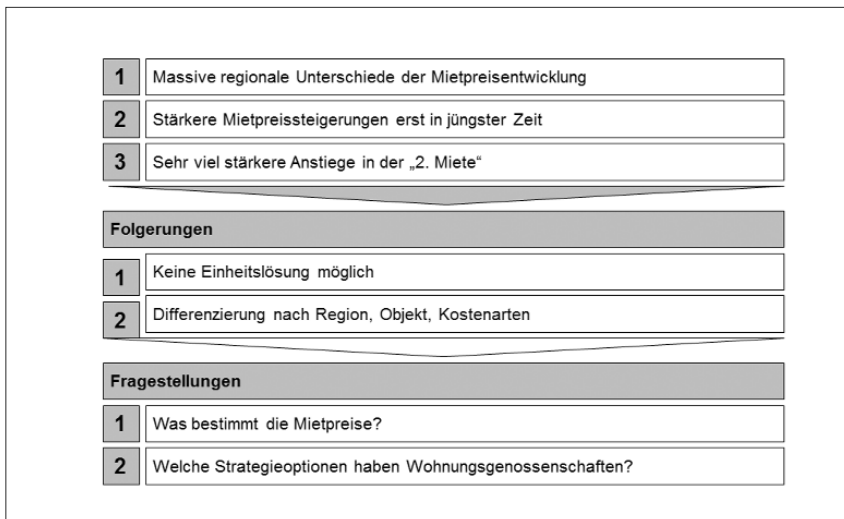 1 Massive regionale Unterschiede der Mietpreisentwicklung
2 Stärkere Mietpreissteigerungen erst in jüngster Zeit
3 Sehr viel stärkere Anstiege in der „2. Miete“
Folgerungen
1 Keine Einheitslösung möglich
2 Differenzierung nach Region, Objekt, Kostenarten
Fragestellungen
1 Was bestimmt die Mietpreise?
2 Welche Strategieoptionen haben Wohnungsgenossenschaften?